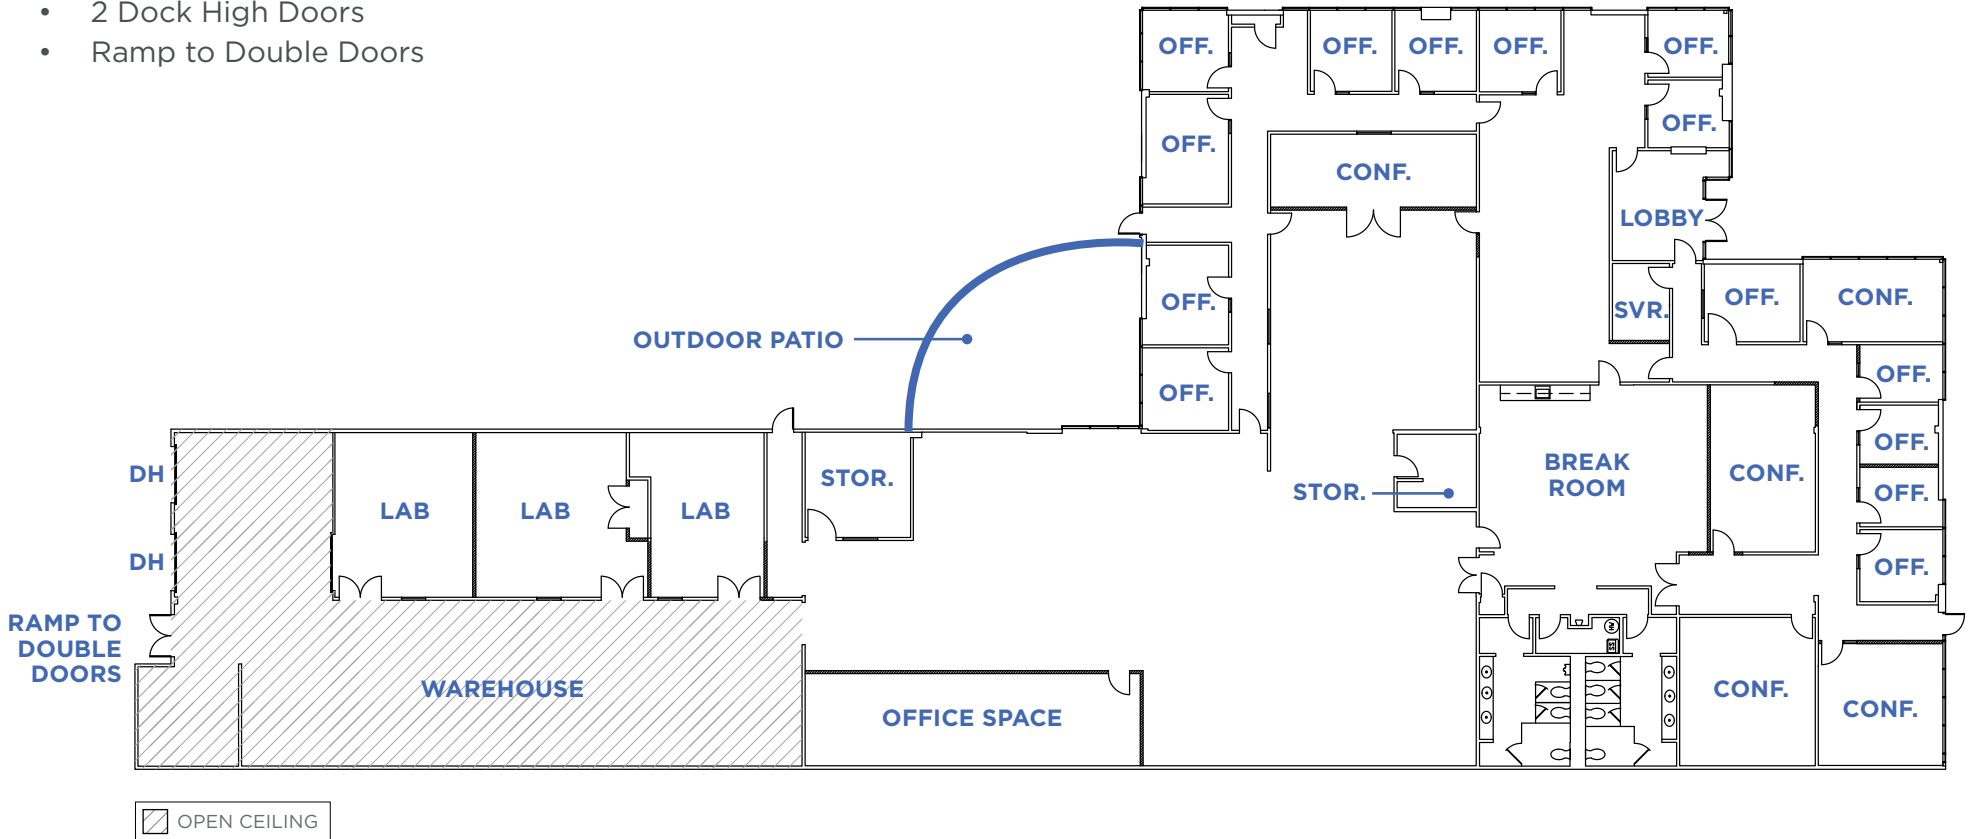 • 2 Dock High Doors
• Ramp to Double Doors
OFF.
OFF.
OFF.
OFF.
OFF.
OFF.
OFF.
CONF.
LOBBY
OFF.
SVR.
OFF.
CONF.
OUTDOOR PATIO
OFF.
OFF.
OFF.
BREAK
ROOM
CONF.
DH
STOR.
STOR.
OFF.
LAB
LAB
LAB
DH
OFF.
RAMP TO
DOUBLE
DOORS
WH
SS
WAREHOUSE
OFFICE SPACE
CONF.
CONF.
OPEN CEILING